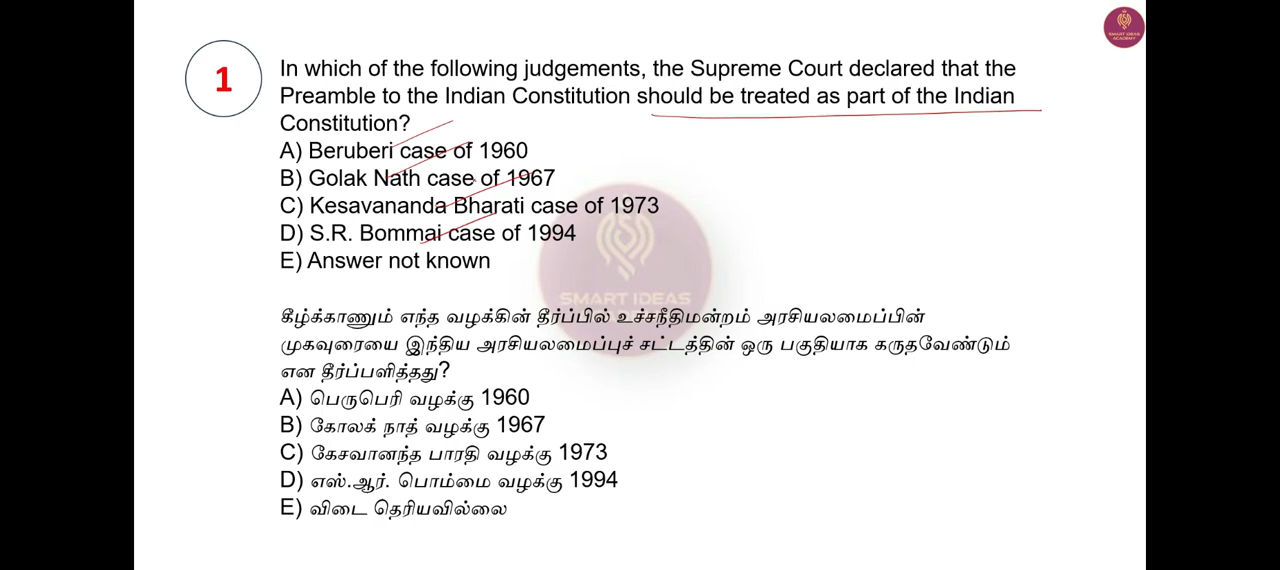 SMART IDEAS
ACADEMY
1
In which of the following judgements, the Supreme Court declared that the
Preamble to the Indian Constitution should be treated as part of the Indian
Constitution?
A) Beruberi case of 1960
B) Golak Nath case of 1967
C) Kesavananda Bharati case of 1973
D) S.R. Bommai case of 1994
E) Answer not known
SMART IDEAS
கீழ்க்காணும் எந்த வழக்கின் தீர்ப்பில் உச்சநீதிமன்றம் அரசியலமைப்பின்
முகவுரையை இந்திய அரசியலமைப்புச் சட்டத்தின் ஒரு பகுதியாக கருதவேண்டும்
என தீர்ப்பளித்தது?
A) பெருபெரி வழக்கு 1960
B) கோலக் நாத் வழக்கு 1967
C) கேசவானந்த பாரதி வழக்கு 1973
D) எஸ்.ஆர். பொம்மை வழக்கு 1994
E) விடை தெரியவில்லை